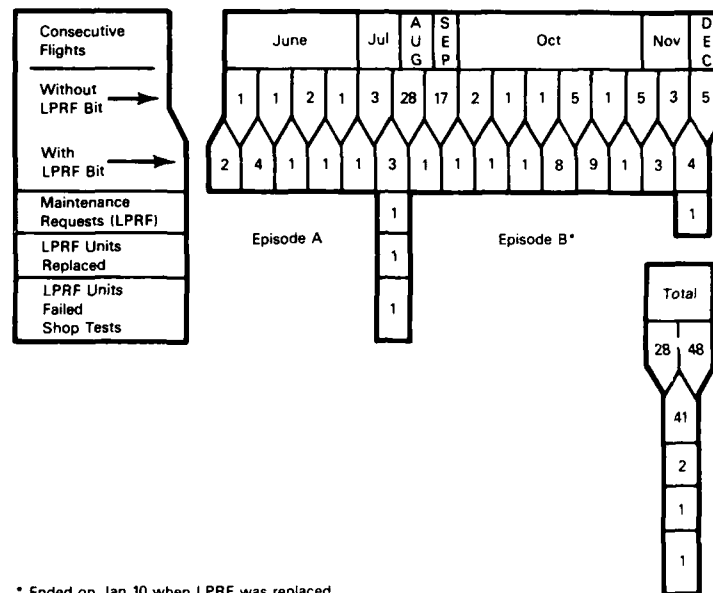 Consecutive
Flights
Without
LPRF Bit
With
LPRF Bit
Maintenance
Requests (LPRF)
LPRF Units
Replaced
LPRF Units
Failed
Shop Tests
June Jul AUG SEP Oct Nov DEC
1 1 2 1 3 28 17 2 1 1 5 1 5 3 5
2 4 1 1 1 3 1 1 1 1 8 9 1 3 4
1 1
Episode A Episode B*
1
1
Total
28 48
41
2
1
1
* Ended on Jan 10 when LPRF was replaced